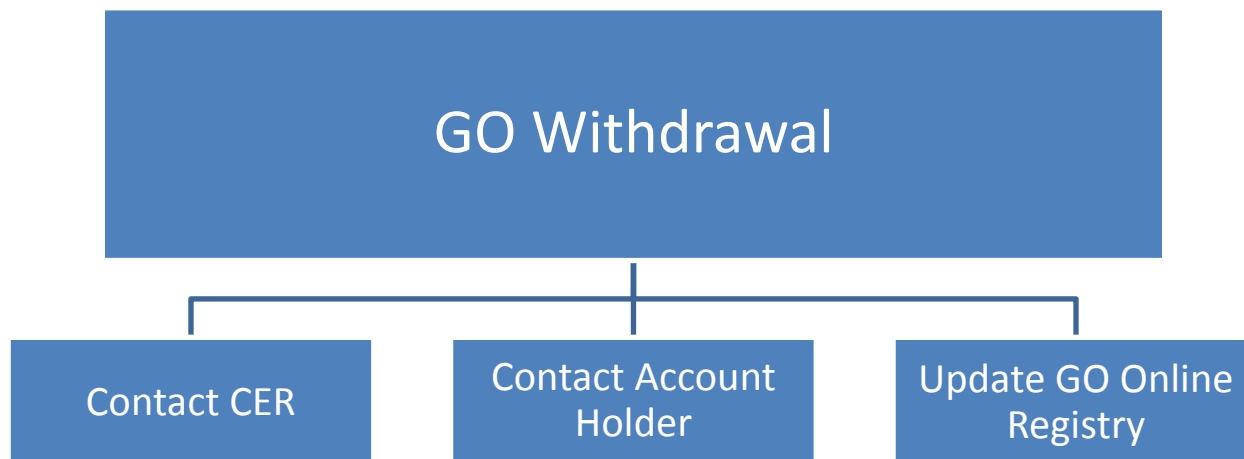 GO Withdrawal
Contact CER
Contact Account
Holder
Update GO Online
Registry